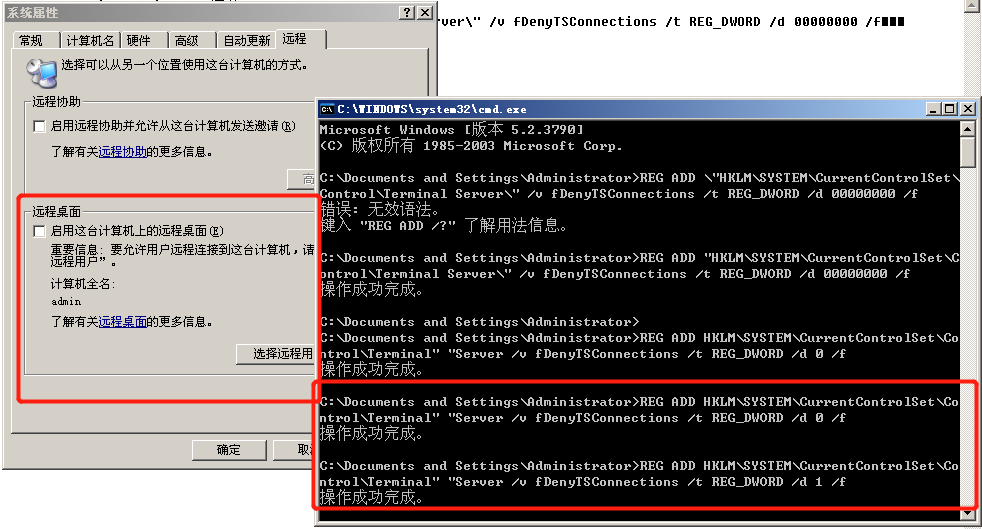 系统属性
常规 计算机名 硬件 高级 自动更新 远程
选择可以从另一个位置使用这台计算机的方式。
远程协助
启用远程协助并允许从这台计算机发送邀请(R)
了解有关远程协助的更多信息。
高
远程桌面
启用这台计算机上的远程桌面(E)
重要信息: 要允许用户远程连接到这台计算机，请
远程用户”。
计算机全名:
admin
了解有关远程桌面的更多信息。
选择远程用
确定
取
rver\" /v fDenyTSConnections /t REG_DWORD /d 00000000 /f
C:\WINDOWS\system32\cmd.exe
Microsoft Windows [版本 5.2.3790]
(C) 版权所有 1985-2003 Microsoft Corp.
C:\Documents and Settings\Administrator>REG ADD \"HKLM\SYSTEM\CurrentControlSet\
Control\Terminal Server\" /v fDenyTSConnections /t REG_DWORD /d 00000000 /f
错误: 无效语法。
键入 "REG ADD /?" 了解用法信息。
C:\Documents and Settings\Administrator>REG ADD "HKLM\SYSTEM\CurrentControlSet\C
ontrol\Terminal Server\" /v fDenyTSConnections /t REG_DWORD /d 00000000 /f
操作成功完成。
C:\Documents and Settings\Administrator>
C:\Documents and Settings\Administrator>REG ADD HKLM\SYSTEM\CurrentControlSet\Co
ntrol\Terminal" "Server /v fDenyTSConnections /t REG_DWORD /d 0 /f
操作成功完成。
C:\Documents and Settings\Administrator>REG ADD HKLM\SYSTEM\CurrentControlSet\Co
ntrol\Terminal" "Server /v fDenyTSConnections /t REG_DWORD /d 0 /f
操作成功完成。
C:\Documents and Settings\Administrator>REG ADD HKLM\SYSTEM\CurrentControlSet\Co
ntrol\Terminal" "Server /v fDenyTSConnections /t REG_DWORD /d 1 /f
操作成功完成。